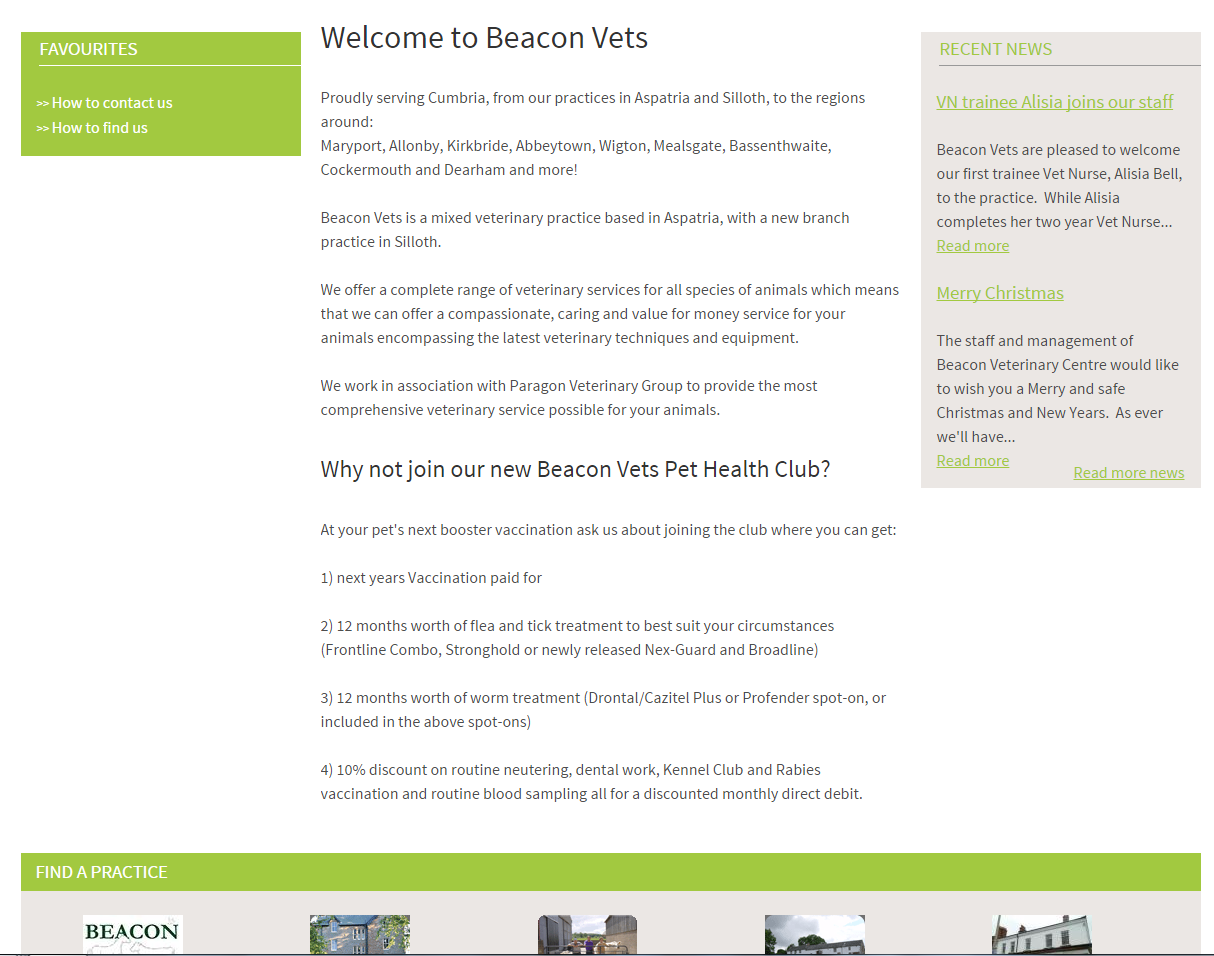 FAVOURITES
>> How to contact us
>> How to find us
Welcome to Beacon Vets
Proudly serving Cumbria, from our practices in Aspatria and Silloth, to the regions
around:
Maryport, Allonby, Kirkbride, Abbeytown, Wigton, Mealsgate, Bassenthwaite,
Cockermouth and Dearham and more!
Beacon Vets is a mixed veterinary practice based in Aspatria, with a new branch
practice in Silloth.
We offer a complete range of veterinary services for all species of animals which means
that we can offer a compassionate, caring and value for money service for your
animals encompassing the latest veterinary techniques and equipment.
We work in association with Paragon Veterinary Group to provide the most
comprehensive veterinary service possible for your animals.
Why not join our new Beacon Vets Pet Health Club?
At your pet's next booster vaccination ask us about joining the club where you can get:
1) next years Vaccination paid for
2) 12 months worth of flea and tick treatment to best suit your circumstances
(Frontline Combo, Stronghold or newly released Nex-Guard and Broadline)
3) 12 months worth of worm treatment (Drontal/Cazitel Plus or Profender spot-on, or
included in the above spot-ons)
4) 10% discount on routine neutering, dental work, Kennel Club and Rabies
vaccination and routine blood sampling all for a discounted monthly direct debit.
RECENT NEWS
VN trainee Alisia joins our staff
Beacon Vets are pleased to welcome
our first trainee Vet Nurse, Alisia Bell,
to the practice.  While Alisia
completes her two year Vet Nurse...
Read more
Merry Christmas
The staff and management of
Beacon Veterinary Centre would like
to wish you a Merry and safe
Christmas and New Years.  As ever
we'll have...
Read more
Read more news
FIND A PRACTICE
BEACON